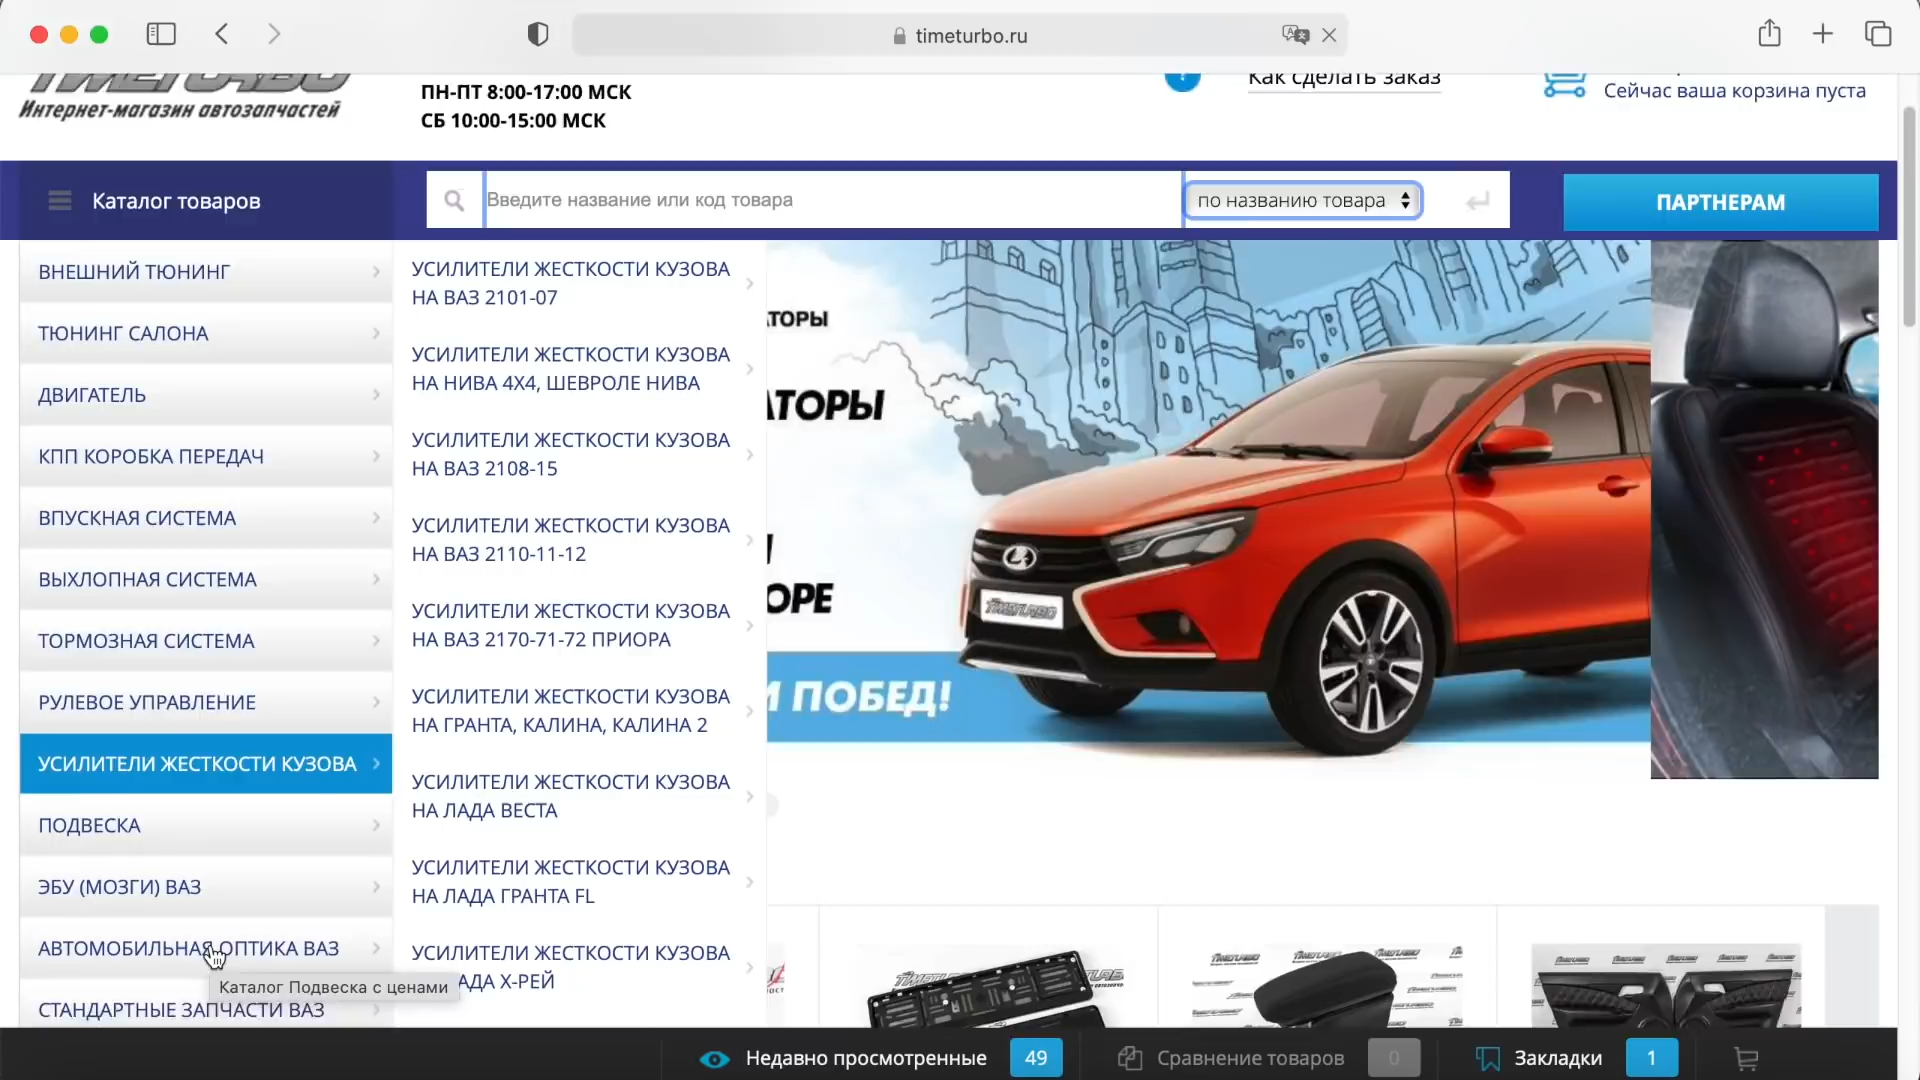 timeturbo.ru
TIMETURBO
Интернет-магазин автозапчастей
ПН-ПТ 8:00-17:00 МСК
СБ 10:00-15:00 МСК
?
Как сделать заказ
Сейчас ваша корзина пуста
Каталог товаров
Введите название или код товара
по названию товара
ПАРТНЕРАМ
ВНЕШНИЙ ТЮНИНГ
ТЮНИНГ САЛОНА
ДВИГАТЕЛЬ
КПП КОРОБКА ПЕРЕДАЧ
ВПУСКНАЯ СИСТЕМА
ВЫХЛОПНАЯ СИСТЕМА
ТОРМОЗНАЯ СИСТЕМА
РУЛЕВОЕ УПРАВЛЕНИЕ
УСИЛИТЕЛИ ЖЕСТКОСТИ КУЗОВА
ПОДВЕСКА
ЭБУ (МОЗГИ) ВАЗ
АВТОМОБИЛЬНАЯ ОПТИКА ВАЗ
Каталог Подвеска с ценами
СТАНДАРТНЫЕ ЗАПЧАСТИ ВАЗ
УСИЛИТЕЛИ ЖЕСТКОСТИ КУЗОВА
НА ВАЗ 2101-07
УСИЛИТЕЛИ ЖЕСТКОСТИ КУЗОВА
НА НИВА 4Х4, ШЕВРОЛЕ НИВА
УСИЛИТЕЛИ ЖЕСТКОСТИ КУЗОВА
НА ВАЗ 2108-15
УСИЛИТЕЛИ ЖЕСТКОСТИ КУЗОВА
НА ВАЗ 2110-11-12
УСИЛИТЕЛИ ЖЕСТКОСТИ КУЗОВА
НА ВАЗ 2170-71-72 ПРИОРА
УСИЛИТЕЛИ ЖЕСТКОСТИ КУЗОВА
НА ГРАНТА, КАЛИНА, КАЛИНА 2
УСИЛИТЕЛИ ЖЕСТКОСТИ КУЗОВА
НА ЛАДА ВЕСТА
УСИЛИТЕЛИ ЖЕСТКОСТИ КУЗОВА
НА ЛАДА ГРАНТА FL
УСИЛИТЕЛИ ЖЕСТКОСТИ КУЗОВА
АДА Х-РЕЙ
ТОРЫ
АТОРЫ
ОРЕ
И ПОБЕД!
TIMETURBO
Недавно просмотренные 49
Сравнение товаров 0
Закладки 1